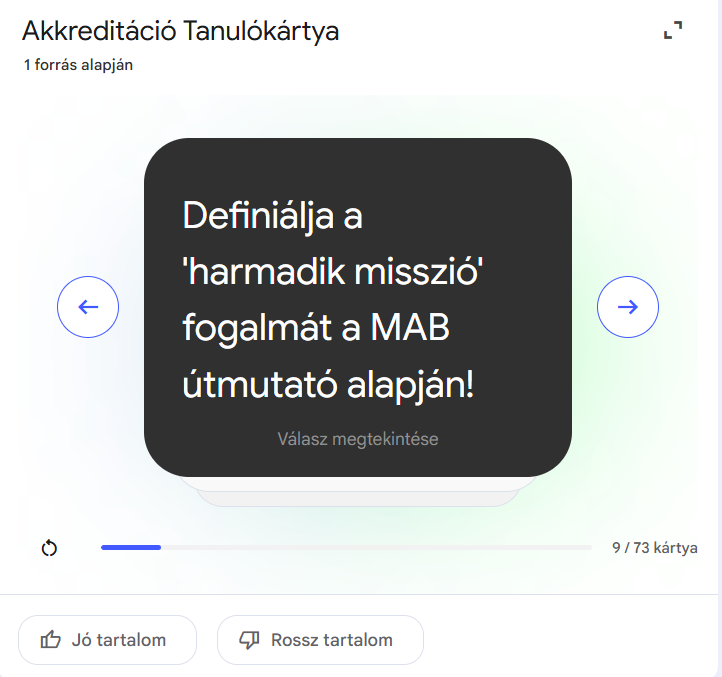 Akkreditáció Tanulókártya
1 forrás alapján
Definiálja a
'harmadik misszió'
fogalmát a MAB
útmutató alapján!
Válasz megtekintése
9 / 73 kártya
Jó tartalom
Rossz tartalom